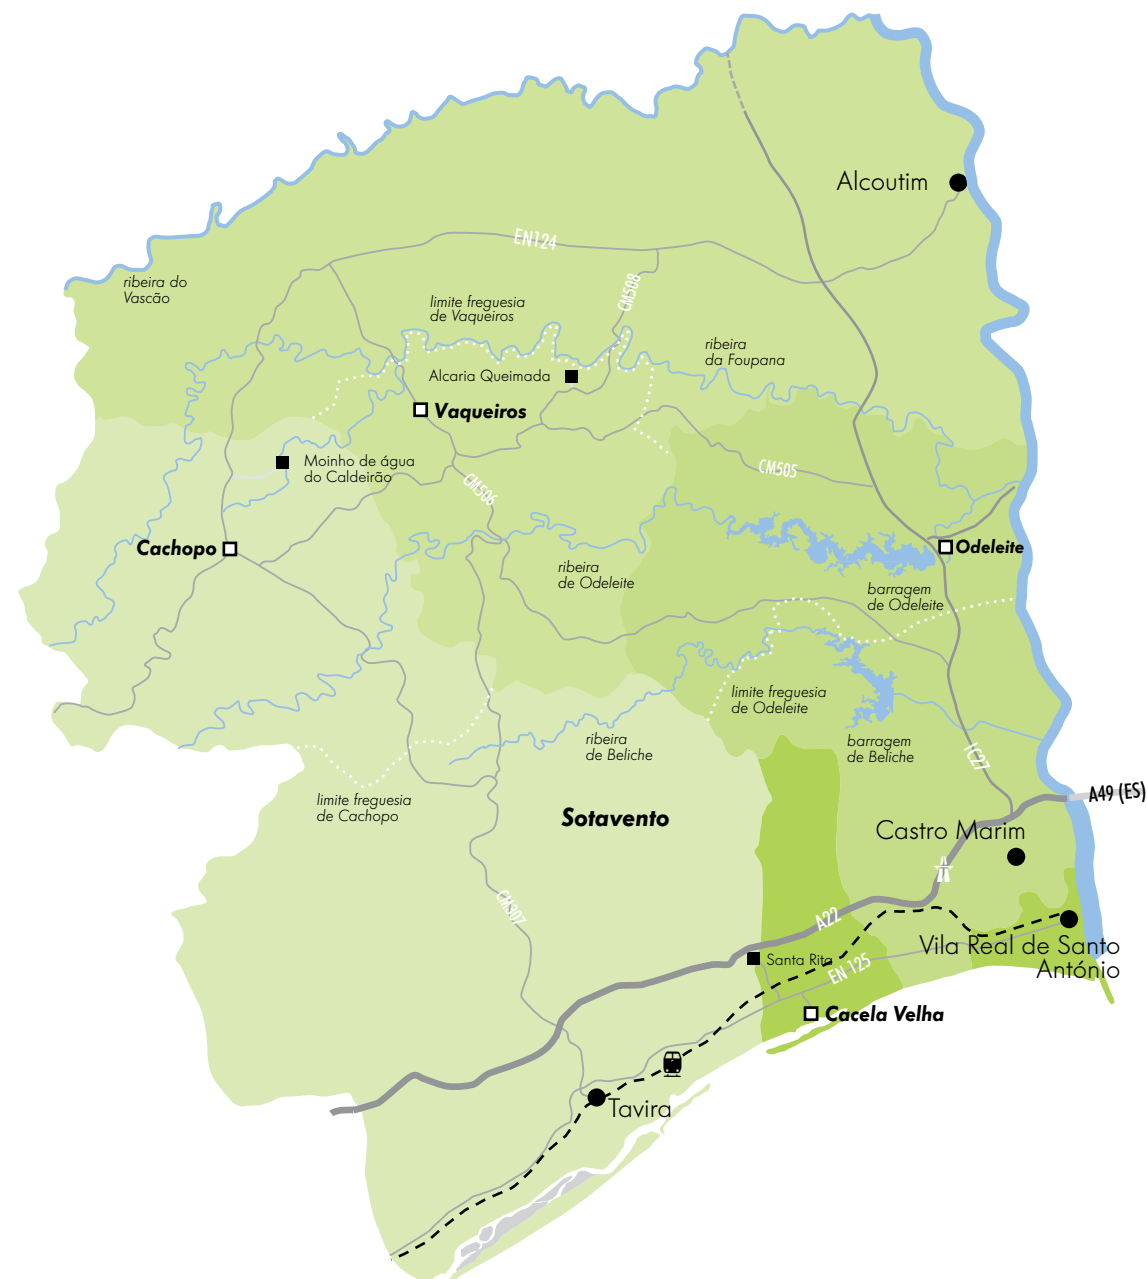 Alcoutim
EN124
ribeira do
Vascão
CM508
limite freguesia
de Vaqueiros
ribeira
da Foupana
Alcaria Queimada
Vaqueiros
Moinho de água
do Caldeirão
CM505
CM506
Cachopo
Odeleite
ribeira
de Odeleite
barragem
de Odeleite
limite freguesia
de Odeleite
ribeira
de Beliche
barragem
de Beliche
IC27
A49 (ES)
limite freguesia
de Cachopo
Sotavento
Castro Marim
CM307
A22
Vila Real de Santo
António
Santa Rita
EN 125
Cacela Velha
Tavira